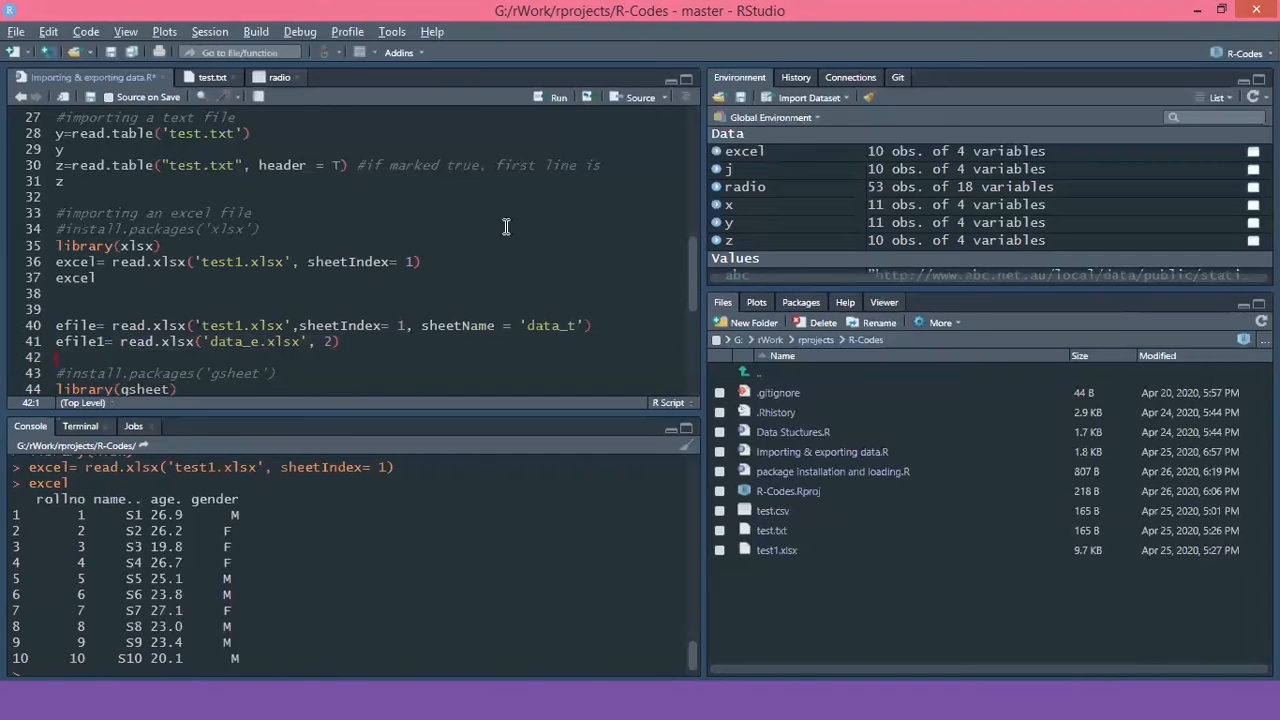 G:/rWork/rprojects/R-Codes - master - RStudio
File Edit Code View Plots Session Build Debug Profile Tools Help
Go to file/function Addins R-Codes
Importing & exporting data.R* test.txt radio
Source on Save Run Source
27 #importing a text file
28 y=read.table('test.txt')
29 y
30 z=read.table("test.txt", header = T) #if marked true, first line is
31 z
32
33 #importing an excel file
34 #install.packages('xlsx')
35 library(xlsx)
36 excel= read.xlsx('test1.xlsx', sheetIndex= 1)
37 excel
38
39
40 efile= read.xlsx('test1.xlsx',sheetIndex= 1, sheetName = 'data_t')
41 efile1= read.xlsx('data_e.xlsx', 2)
42
43 #install.packages('gsheet')
44 library(gsheet)
42:1 (Top Level) R Script
Console Terminal Jobs
G:/rWork/rprojects/R-Codes/
> excel= read.xlsx('test1.xlsx', sheetIndex= 1)
> excel
rollno name.. age. gender
1 1 S1 26.9 M
2 2 S2 26.2 F
3 3 S3 19.8 F
4 4 S4 26.7 F
5 5 S5 25.1 M
6 6 S6 23.8 M
7 7 S7 27.1 F
8 8 S8 23.0 M
9 9 S9 23.4 M
10 10 S10 20.1 M
>
Environment History Connections Git
Import Dataset List
Global Environment
Data
excel 10 obs. of 4 variables
j 10 obs. of 4 variables
radio 53 obs. of 18 variables
x 11 obs. of 4 variables
y 11 obs. of 4 variables
z 10 obs. of 4 variables
Values
abc "http://www.abc.net.au/local/data/public/stati…
Files Plots Packages Help Viewer
New Folder Delete Rename More
G: rWork rprojects R-Codes ...
Name Size Modified
..
.gitignore 44 B Apr 20, 2020, 5:57 PM
.Rhistory 2.9 KB Apr 24, 2020, 5:44 PM
Data Stuctures.R 1.7 KB Apr 24, 2020, 5:44 PM
Importing & exporting data.R 1.8 KB Apr 25, 2020, 6:57 PM
package Installation and loading.R 807 B Apr 26, 2020, 6:19 PM
R-Codes.Rproj 218 B Apr 26, 2020, 6:06 PM
test.csv 165 B Apr 25, 2020, 5:01 PM
test.txt 165 B Apr 25, 2020, 5:26 PM
test1.xlsx 9.7 KB Apr 25, 2020, 5:27 PM